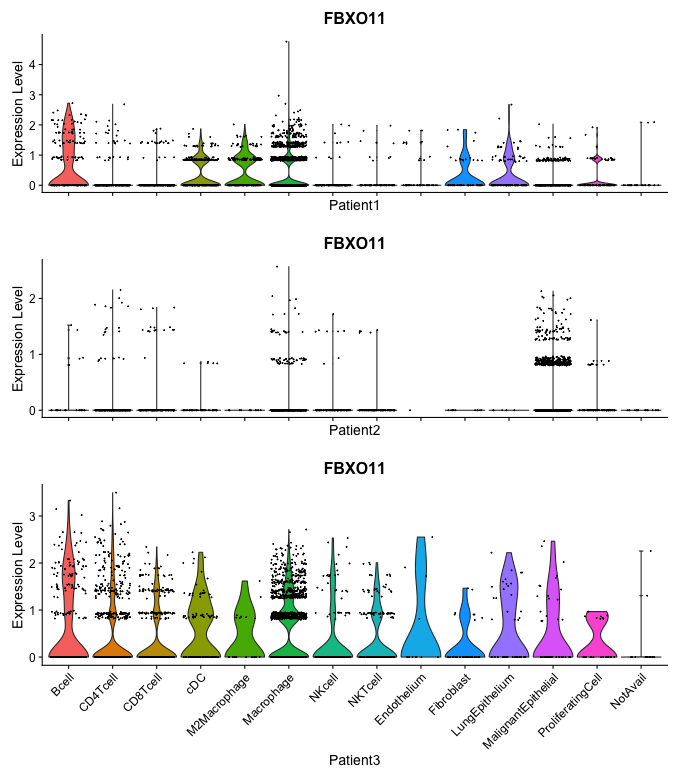 FBXO11
Expression Level
4
3
2
1
0
Patient1
FBXO11
Expression Level
2
1
0
Patient2
FBXO11
Expression Level
3
2
1
0
Bcell
CD4Tcell
CD8Tcell
cDC
M2Macrophage
Macrophage
NKcell
NKTcell
Endothelium
Fibroblast
LungEpithelium
MalignantEpithelial
ProliferatingCell
NotAvail
Patient3